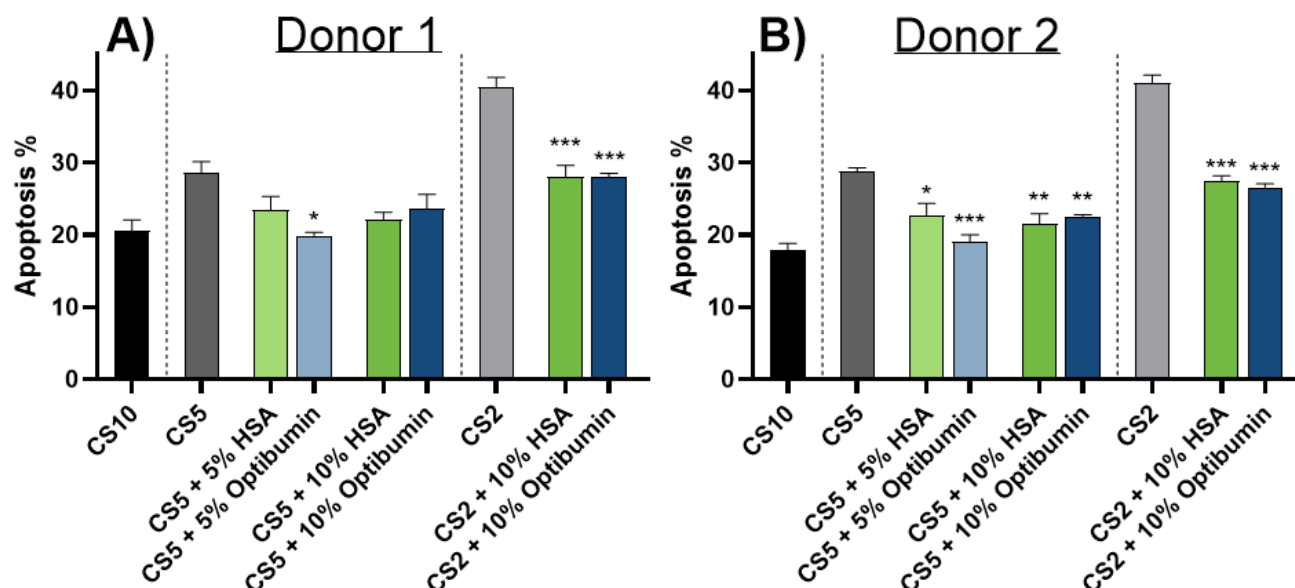 A) Donor 1
Apoptosis %
40
30
20
10
0
*
***
***
CS10
CS5
CS5 + 5% HSA
CS5 + 5% Optibumin
CS5 + 10% HSA
CS5 + 10% Optibumin
CS2
CS2 + 10% HSA
CS2 + 10% Optibumin
B) Donor 2
Apoptosis %
40
30
20
10
0
*
***
**
**
***
***
CS10
CS5
CS5 + 5% HSA
CS5 + 5% Optibumin
CS5 + 10% HSA
CS5 + 10% Optibumin
CS2
CS2 + 10% HSA
CS2 + 10% Optibumin